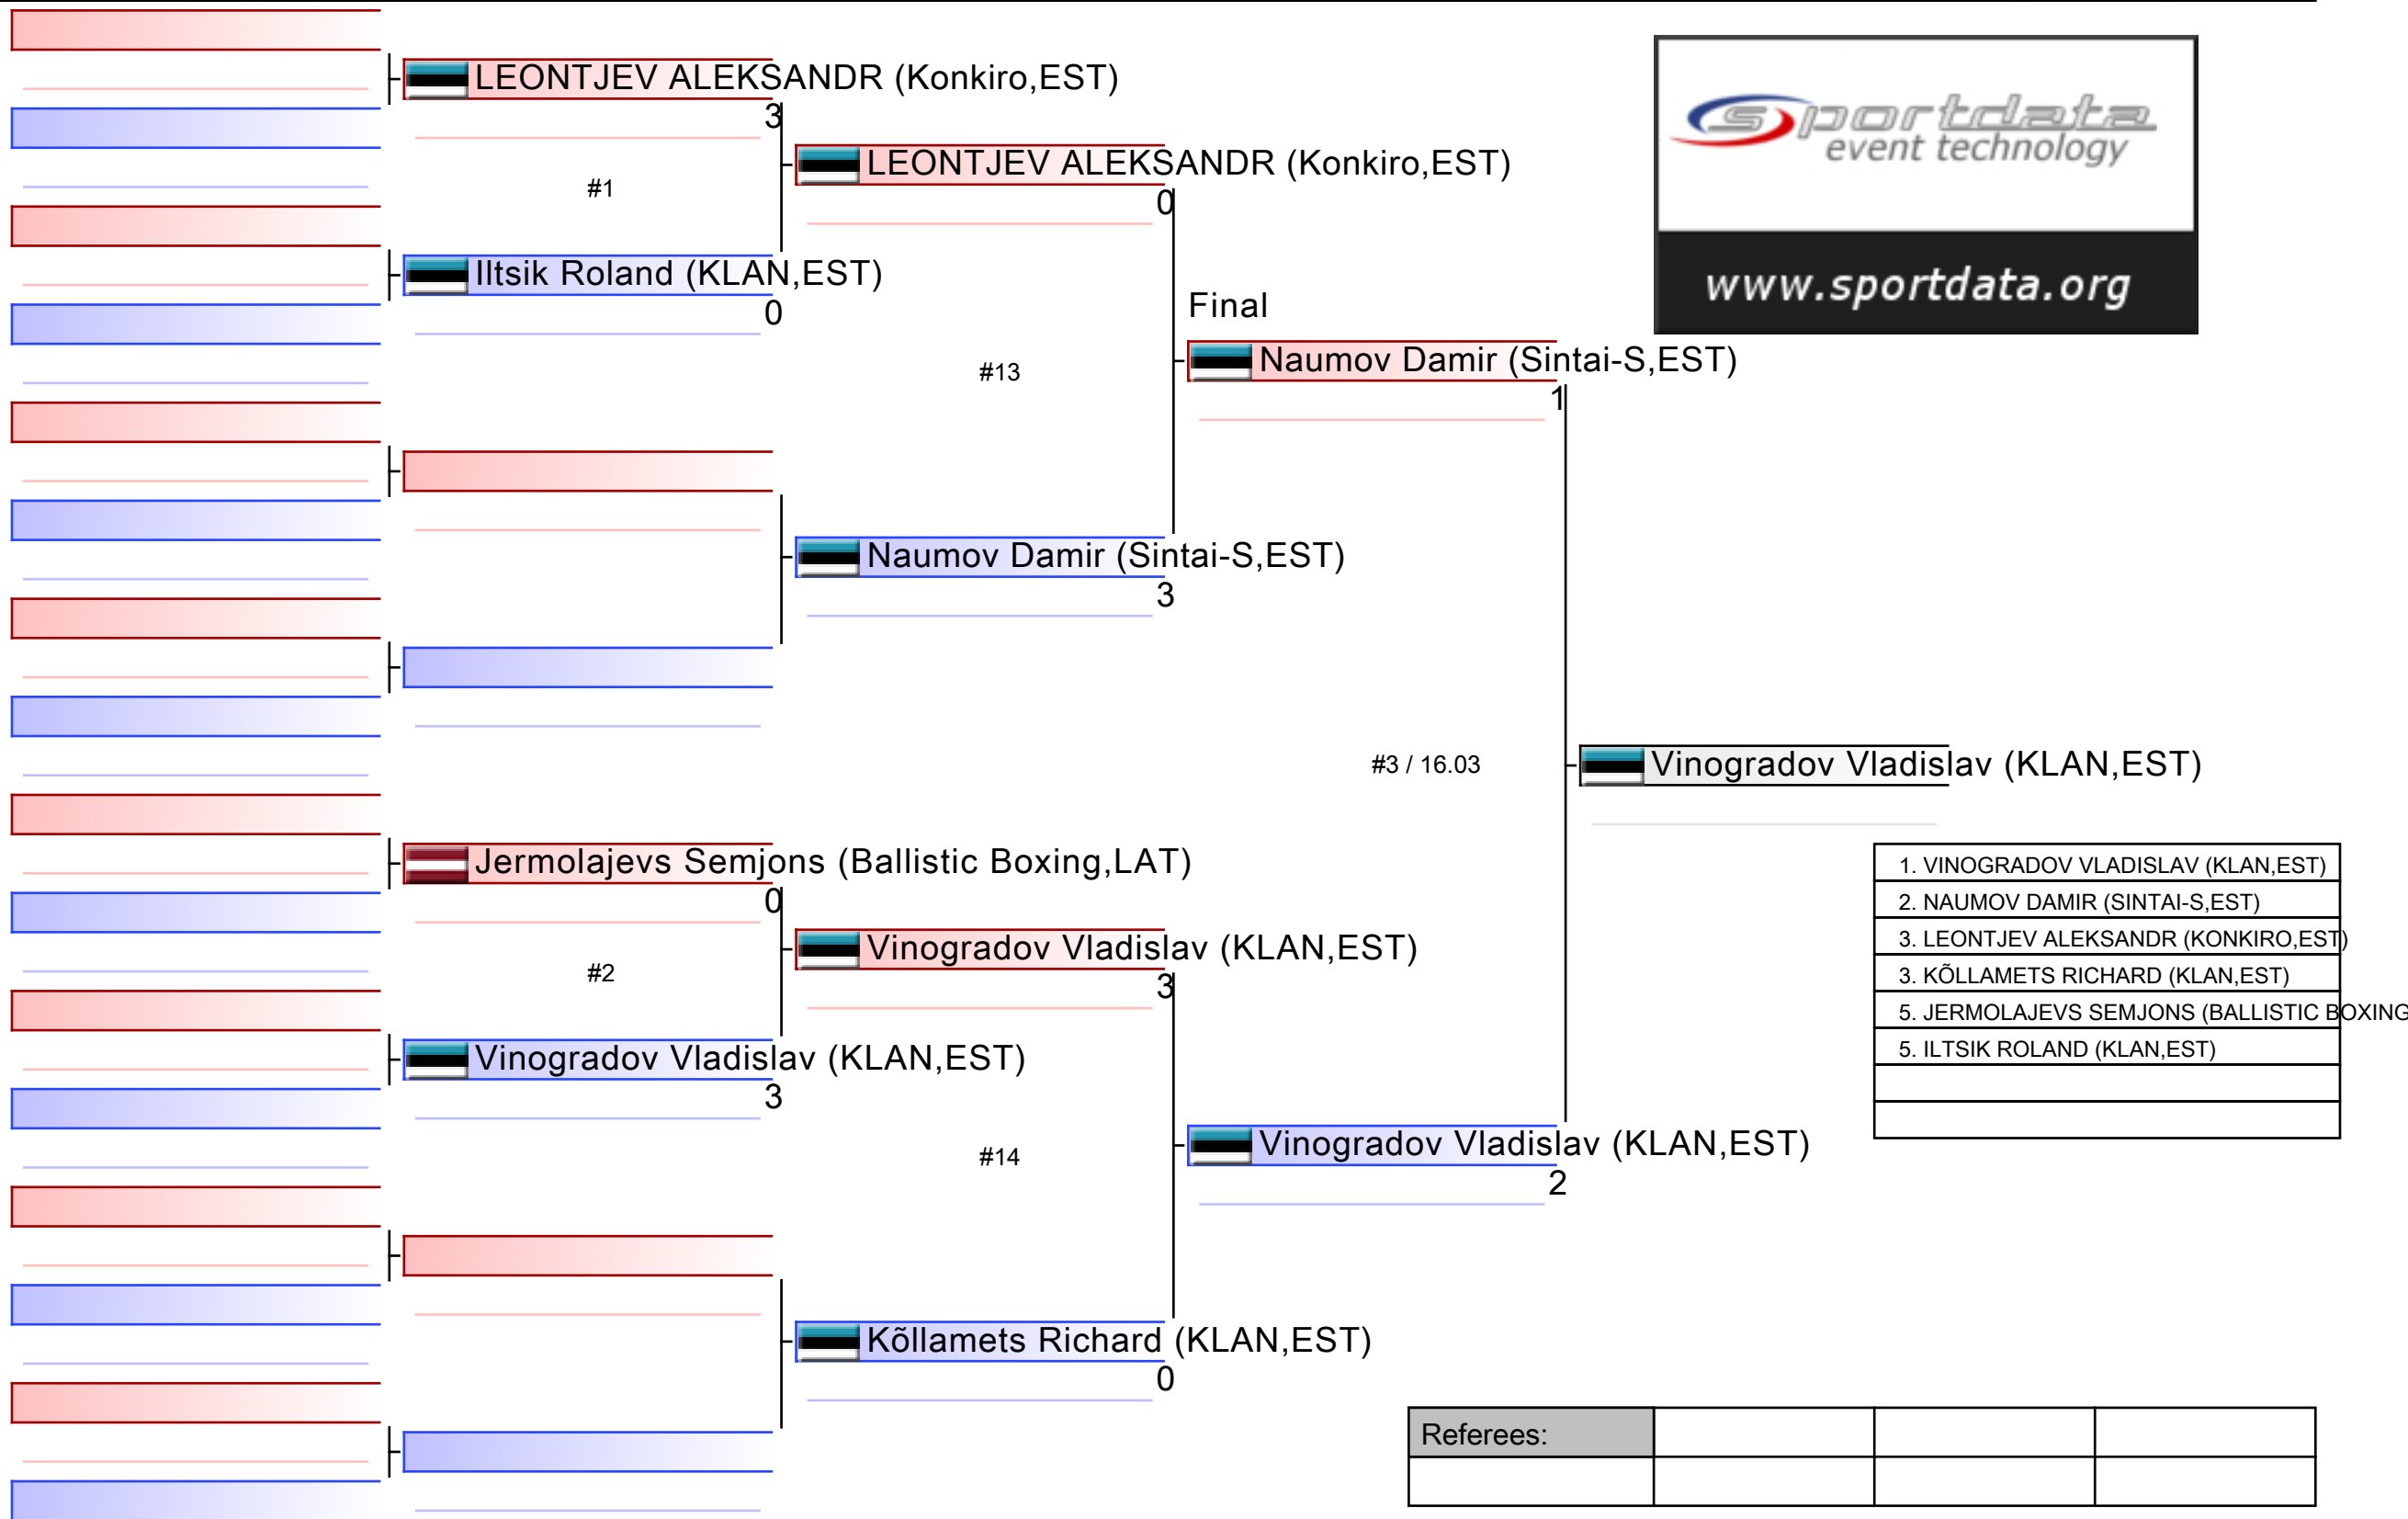 LEONTJEV ALEKSANDR (Konkiro,EST)
3
#1
Iltsik Roland (KLAN,EST)
0
LEONTJEV ALEKSANDR (Konkiro,EST)
0
#13
Naumov Damir (Sintai-S,EST)
3
Final
Naumov Damir (Sintai-S,EST)
1
#3 / 16.03
Vinogradov Vladislav (KLAN,EST)
Jermolajevs Semjons (Ballistic Boxing,LAT)
0
#2
Vinogradov Vladislav (KLAN,EST)
3
Vinogradov Vladislav (KLAN,EST)
3
#14
Kõllamets Richard (KLAN,EST)
0
Vinogradov Vladislav (KLAN,EST)
2
sportdata
event technology
www.sportdata.org
1. VINOGRADOV VLADISLAV (KLAN,EST)
2. NAUMOV DAMIR (SINTAI-S,EST)
3. LEONTJEV ALEKSANDR (KONKIRO,EST)
3. KÕLLAMETS RICHARD (KLAN,EST)
5. JERMOLAJEVS SEMJONS (BALLISTIC BOXING
5. ILTSIK ROLAND (KLAN,EST)
Referees: